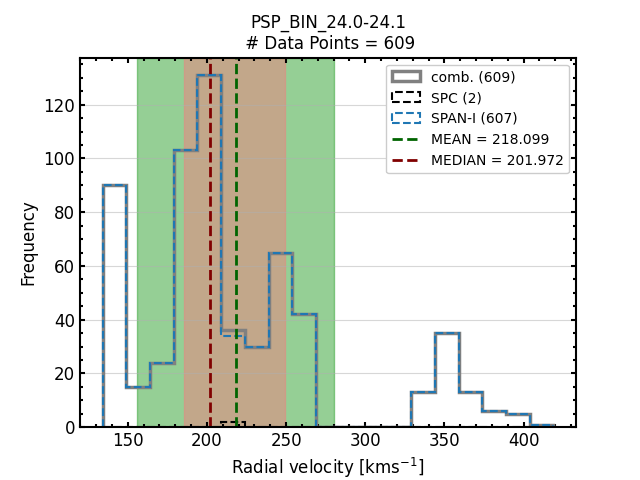 PSP_BIN_24.0-24.1
# Data Points = 609
comb. (609)
SPC (2)
SPAN-I (607)
MEAN = 218.099
MEDIAN = 201.972
Frequency
120
100
80
60
40
20
0
150 200 250 300 350 400
Radial velocity [kms⁻¹]